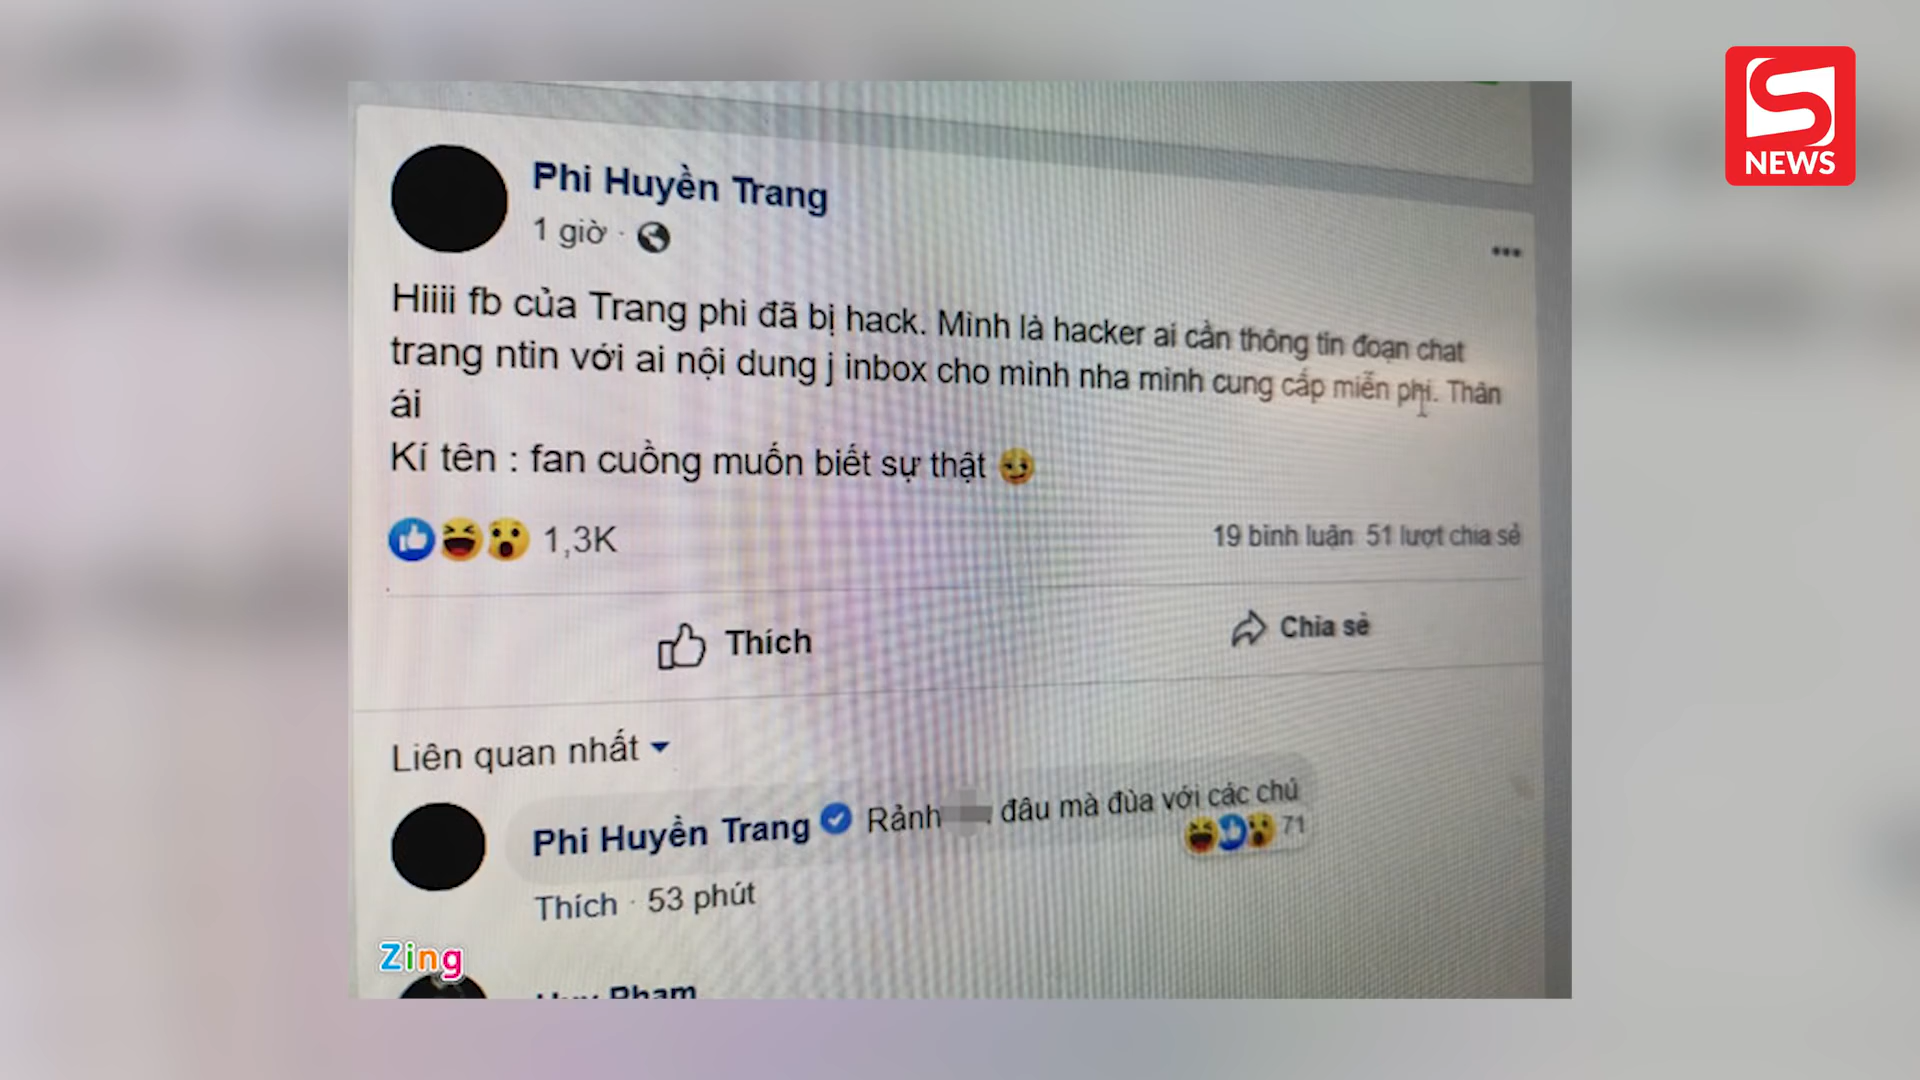 S
NEWS
Phi Huyền Trang
1 giờ ·
Hiiii fb của Trang phi đã bị hack. Mình là hacker ai cần thông tin đoạn chat
trang ntin với ai nội dung j inbox cho mình nha mình cung cấp miễn phí. Thân
ái
Kí tên : fan cuồng muốn biết sự thật
1,3K
19 bình luận 51 lượt chia sẻ
Thích
Chia sẻ
Liên quan nhất
Phi Huyền Trang Rảnh đâu mà đùa với các chú
71
Thích · 53 phút
Zing
Phạm